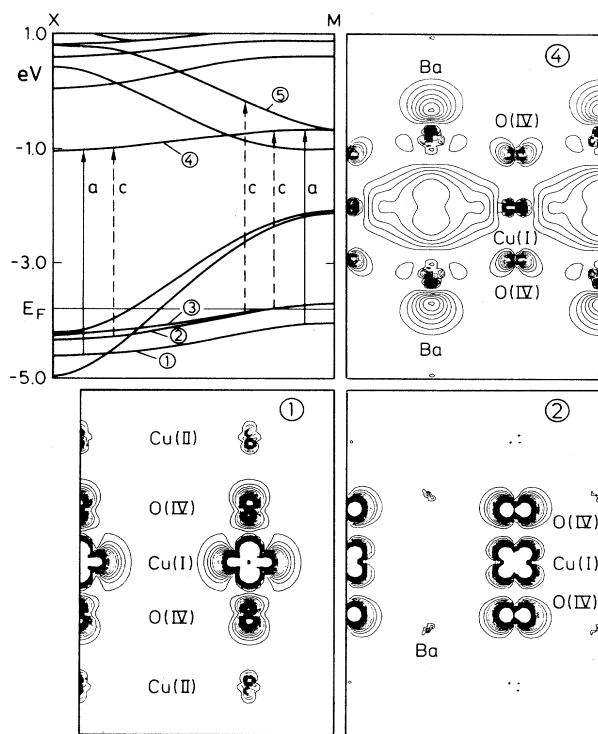 X M
1.0
eV
-1.0
-3.0
E_F
-5.0
a c c a
⑤
④
③
②
①
④
Ba
O(IV)
Cu(I)
O(IV)
Ba
①
Cu(II)
O(IV)
Cu(I)
O(IV)
Cu(II)
②
O(IV)
Cu(I)
O(IV)
Ba